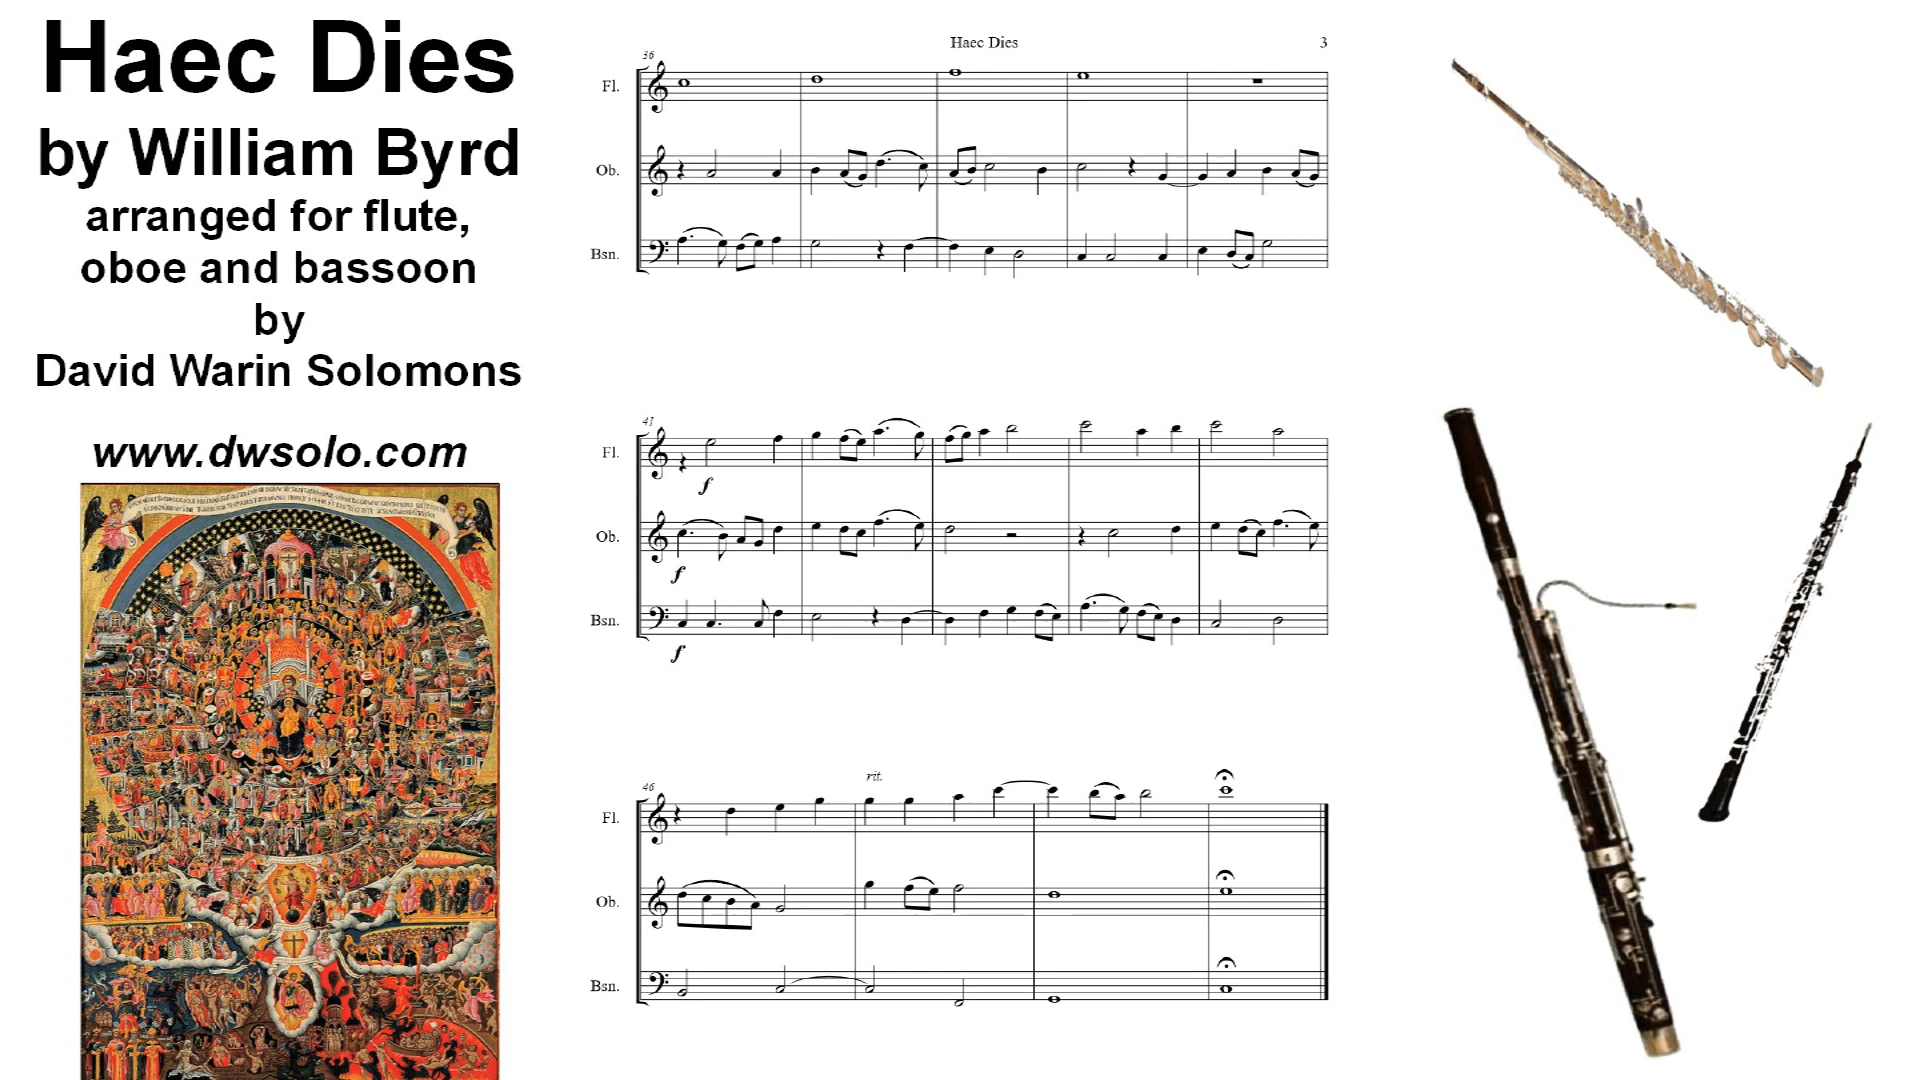 Haec Dies
by William Byrd
arranged for flute,
oboe and bassoon
by
David Warin Solomons
www.dwsolo.com
Haec Dies
3
36
Fl.
Ob.
Bsn.
41
Fl.
f
Ob.
f
Bsn.
f
46
rit.
Fl.
Ob.
Bsn.